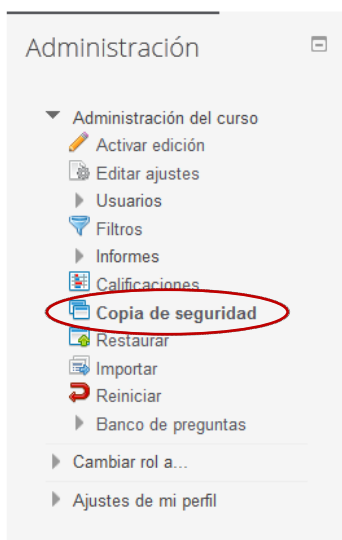 Administración
Administración del curso
Activar edición
Editar ajustes
Usuarios
Filtros
Informes
Calificaciones
Copia de seguridad
Restaurar
Importar
Reiniciar
Banco de preguntas
Cambiar rol a...
Ajustes de mi perfil